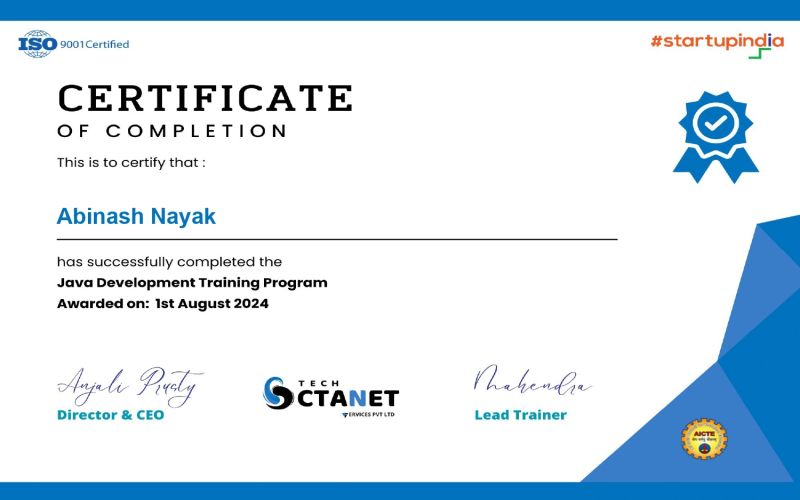 ISO 9001Certified
#startupindia
CERTIFICATE
OF COMPLETION
This is to certify that :
Abinash Nayak
has successfully completed the
Java Development Training Program
Awarded on: 1st August 2024
Anjali Prusty
Director & CEO
TECH
OCTANET
SERVICES PVT LTD
Mahendra
Lead Trainer
AICTE